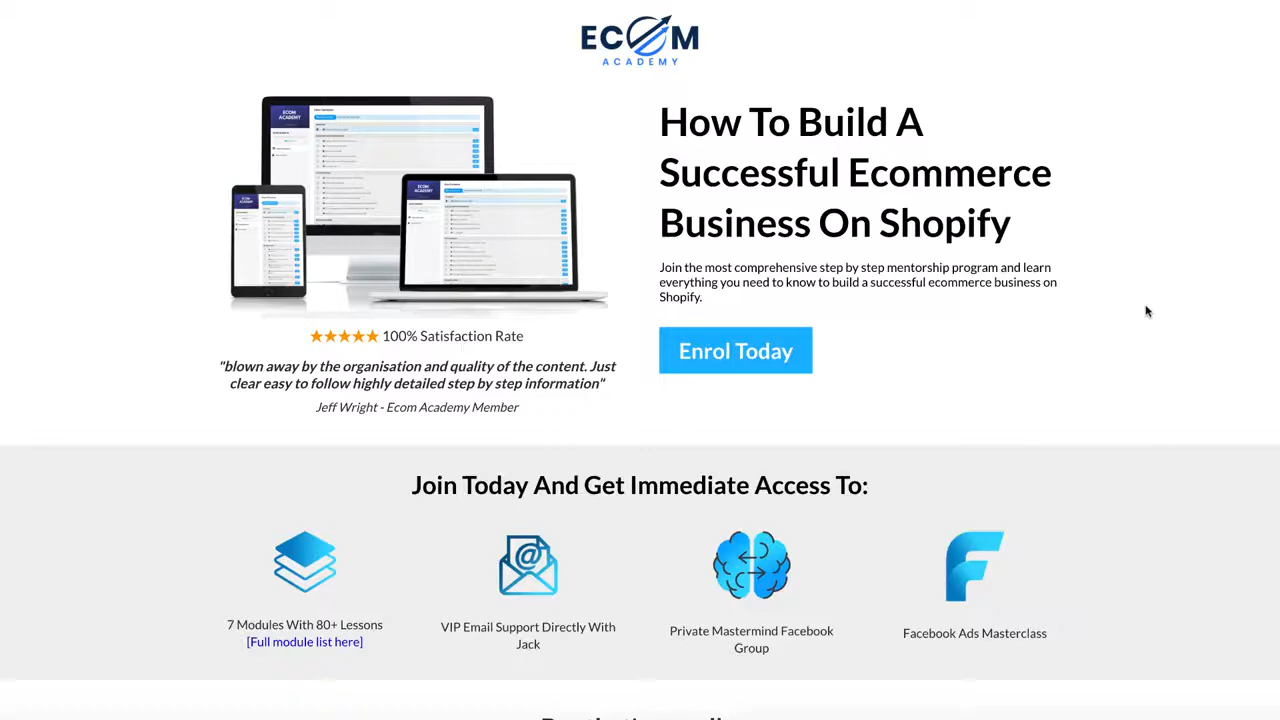 ECOM
ACADEMY
ECOM
ACADEMY
ECOM
ACADEMY
How To Build A
Successful Ecommerce
Business On Shopify
Join the most comprehensive step by step mentorship program and learn
everything you need to know to build a successful ecommerce business on
Shopify.
Enrol Today
100% Satisfaction Rate
"blown away by the organisation and quality of the content. Just
clear easy to follow highly detailed step by step information"
Jeff Wright - Ecom Academy Member
Join Today And Get Immediate Access To:
7 Modules With 80+ Lessons
[Full module list here]
VIP Email Support Directly With
Jack
Private Mastermind Facebook
Group
Facebook Ads Masterclass